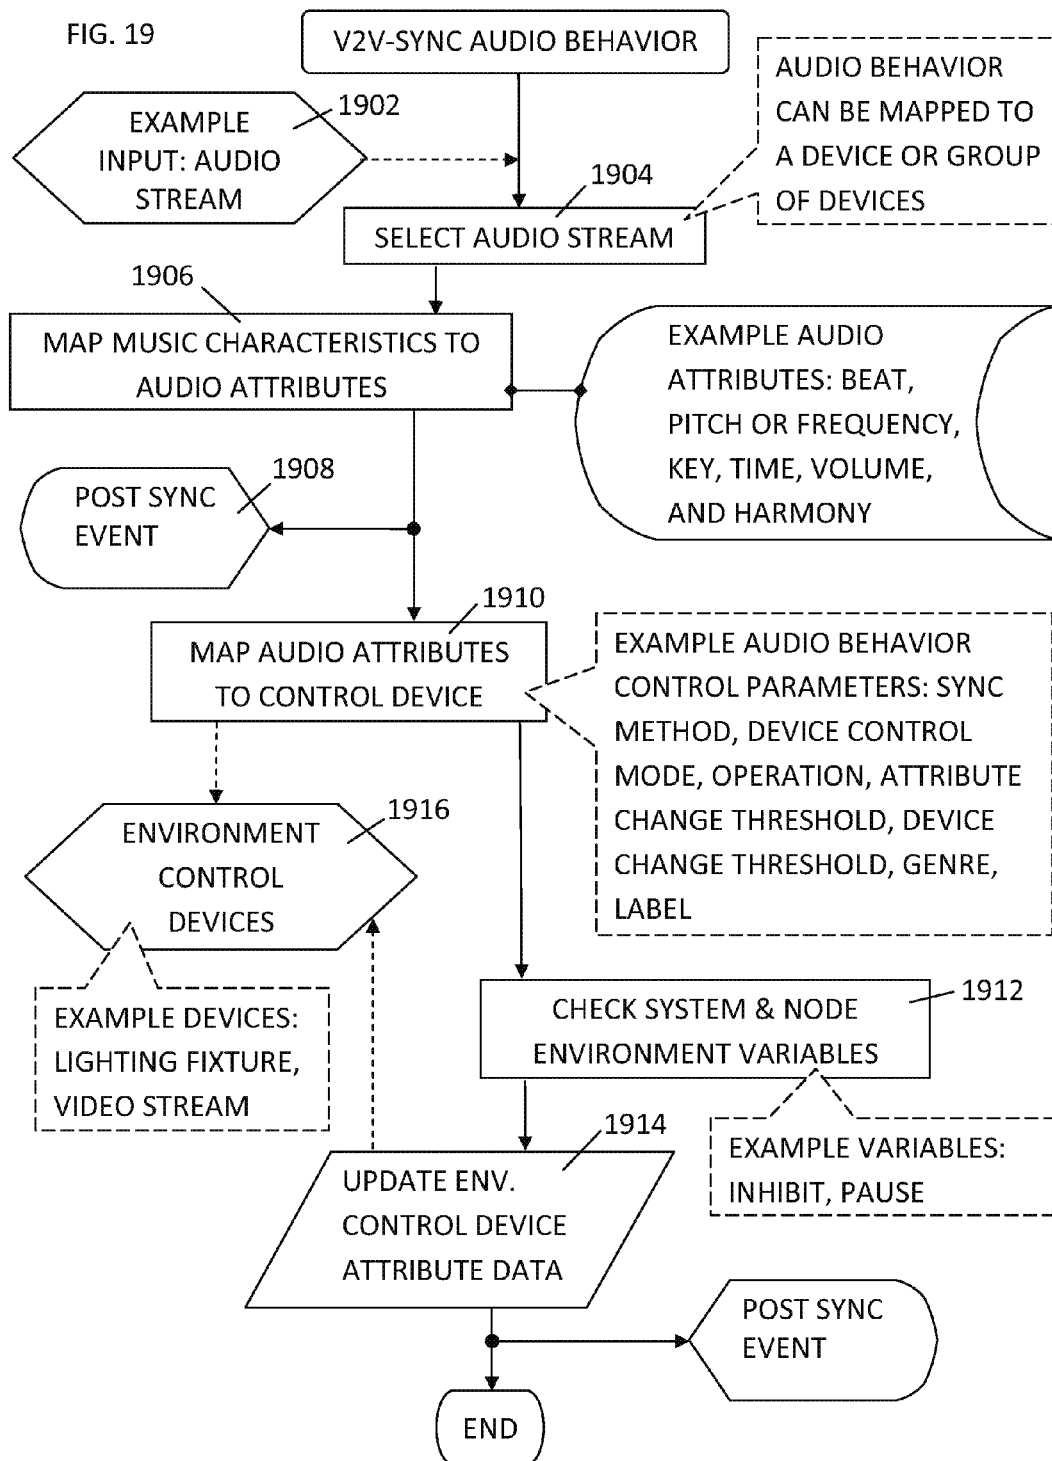 FIG. 19
V2V-SYNC AUDIO BEHAVIOR
AUDIO BEHAVIOR
CAN BE MAPPED TO
A DEVICE OR GROUP
OF DEVICES
1902
EXAMPLE
INPUT: AUDIO
STREAM
1904
SELECT AUDIO STREAM
1906
MAP MUSIC CHARACTERISTICS TO
AUDIO ATTRIBUTES
EXAMPLE AUDIO
ATTRIBUTES: BEAT,
PITCH OR FREQUENCY,
KEY, TIME, VOLUME,
AND HARMONY
1908
POST SYNC
EVENT
1910
MAP AUDIO ATTRIBUTES
TO CONTROL DEVICE
EXAMPLE AUDIO BEHAVIOR
CONTROL PARAMETERS: SYNC
METHOD, DEVICE CONTROL
MODE, OPERATION, ATTRIBUTE
CHANGE THRESHOLD, DEVICE
CHANGE THRESHOLD, GENRE,
LABEL
1916
ENVIRONMENT
CONTROL
DEVICES
EXAMPLE DEVICES:
LIGHTING FIXTURE,
VIDEO STREAM
1912
CHECK SYSTEM & NODE
ENVIRONMENT VARIABLES
EXAMPLE VARIABLES:
INHIBIT, PAUSE
1914
UPDATE ENV.
CONTROL DEVICE
ATTRIBUTE DATA
POST SYNC
EVENT
END